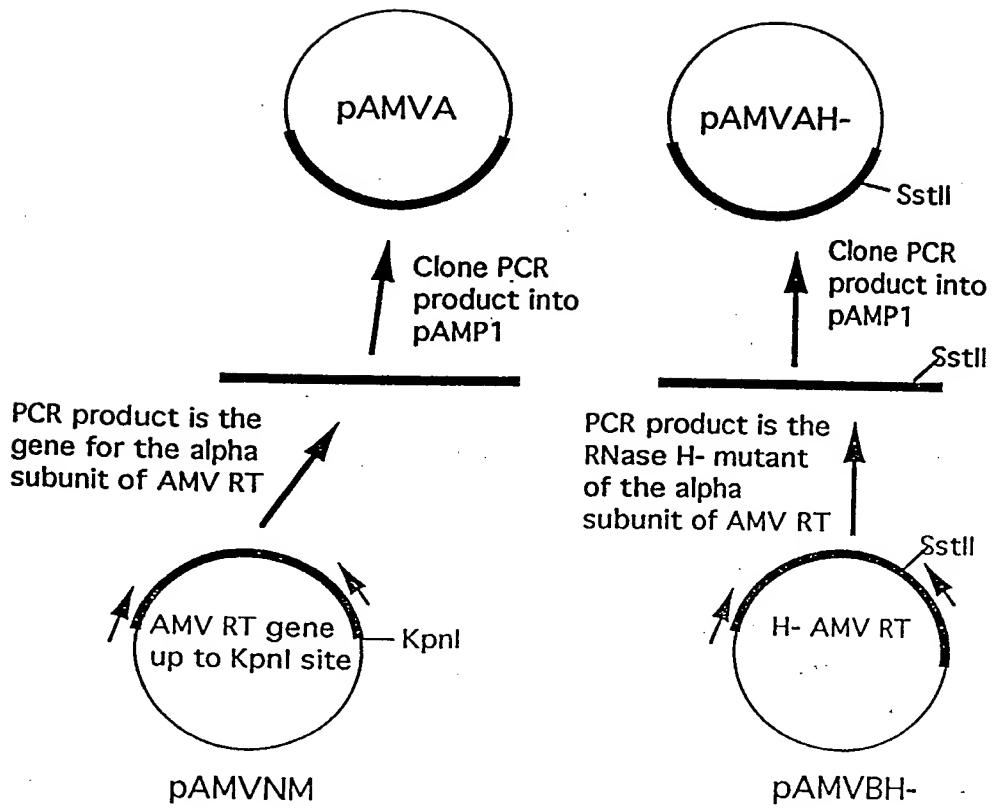 pAMVA
pAMVAH-
SstII
Clone PCR
product into
pAMP1
Clone PCR
product into
pAMP1
SstII
PCR product is the
gene for the alpha
subunit of AMV RT
PCR product is the
RNase H- mutant
of the alpha
subunit of AMV RT
SstII
AMV RT gene
up to KpnI site
KpnI
H- AMV RT
pAMVNM
pAMVBH-